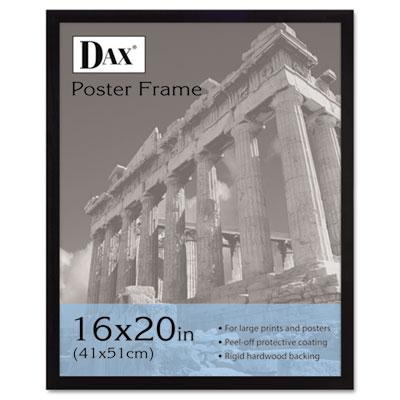 DAX®
Poster Frame
16x20in
(41x51cm)
• For large prints and posters
• Peel-off protective coating
• Rigid hardwood backing